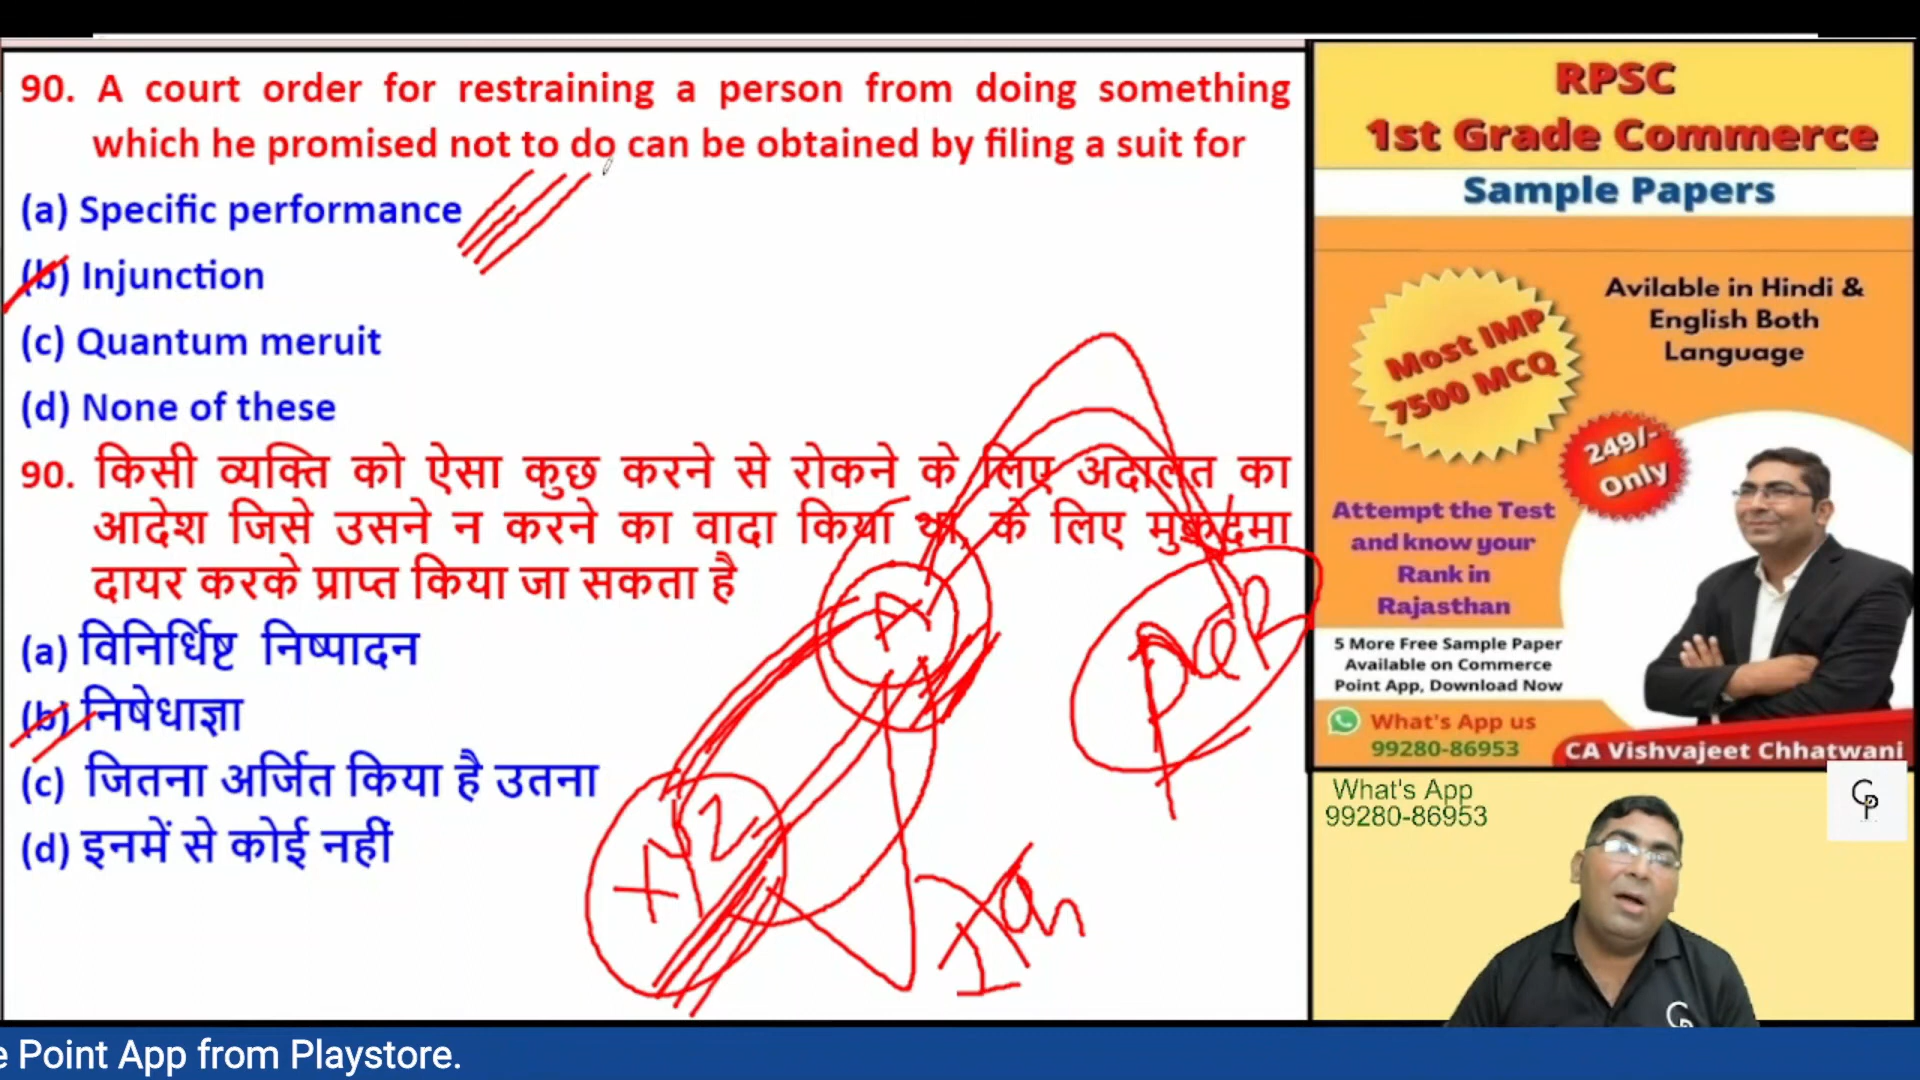 90. A court order for restraining a person from doing something
which he promised not to do can be obtained by filing a suit for
(a) Specific performance
(b) Injunction
(c) Quantum meruit
(d) None of these
90. किसी व्यक्ति को ऐसा कुछ करने से रोकने के लिए अदालत का
आदेश जिसे उसने न करने का वादा किया था, के लिए मुकदमा
दायर करके प्राप्त किया जा सकता है
(a) विनिर्धिष्ट निष्पादन
(b) निषेधाज्ञा
(c) जितना अर्जित किया है उतना
(d) इनमें से कोई नहीं
RPSC
1st Grade Commerce
Sample Papers
Avilable in Hindi &
English Both
Language
Most IMP
7500 MCQ
249/-
Only
Attempt the Test
and know your
Rank in
Rajasthan
5 More Free Sample Paper
Available on Commerce
Point App, Download Now
What's App us
99280-86953
CA Vishvajeet Chhatwani
What's App
99280-86953
CP
e Point App from Playstore.